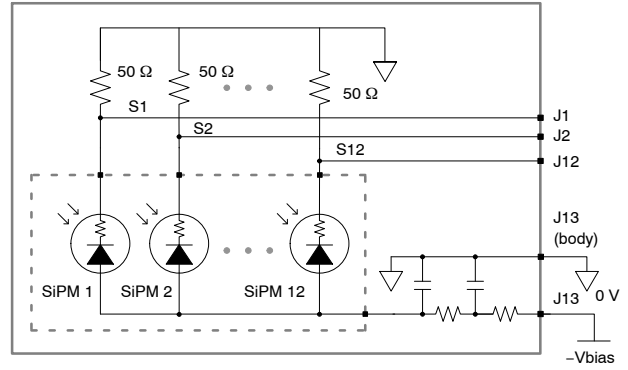 50 Ω
50 Ω
50 Ω
S1
S2
S12
J1
J2
J12
J13
(body)
SiPM 1
SiPM 2
SiPM 12
J13
0 V
−Vbias